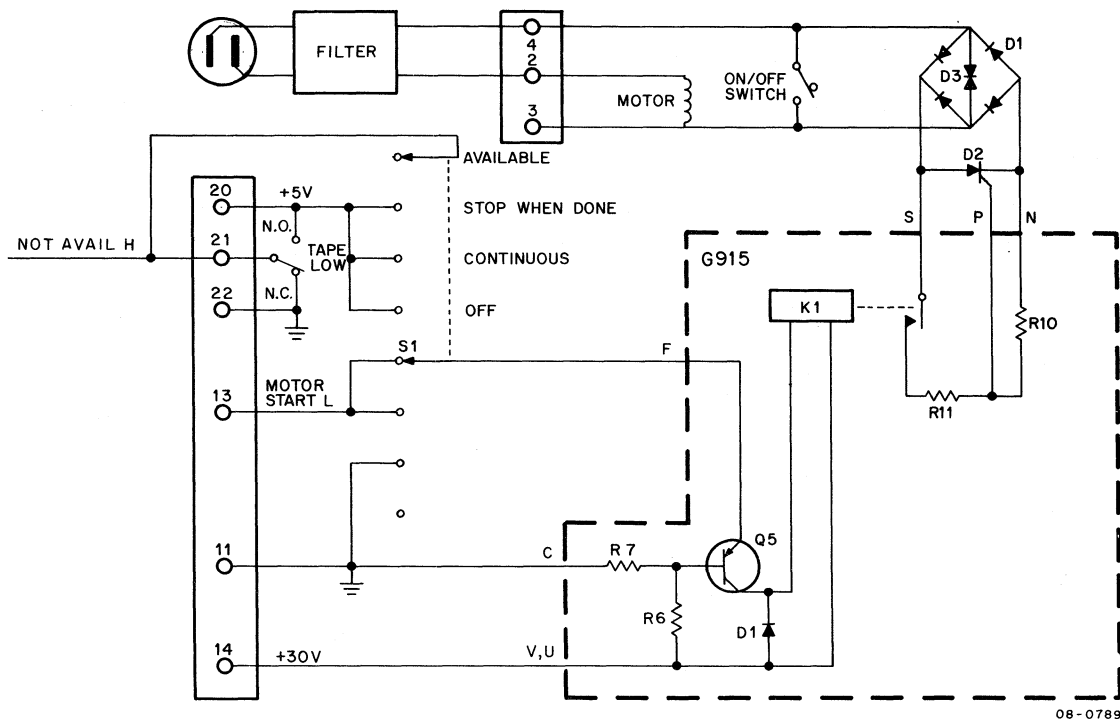 FILTER
4
2
3
MOTOR
ON/OFF
SWITCH
D1
D3
D2
S
P
N
AVAILABLE
STOP WHEN DONE
CONTINUOUS
OFF
20
+5V
N.O.
NOT AVAIL H
21
TAPE
LOW
22
N.C.
G915
K1
R10
R11
S1
F
13
MOTOR
START L
11
C
R7
Q5
R6
D1
14
+30V
V,U
08-0789